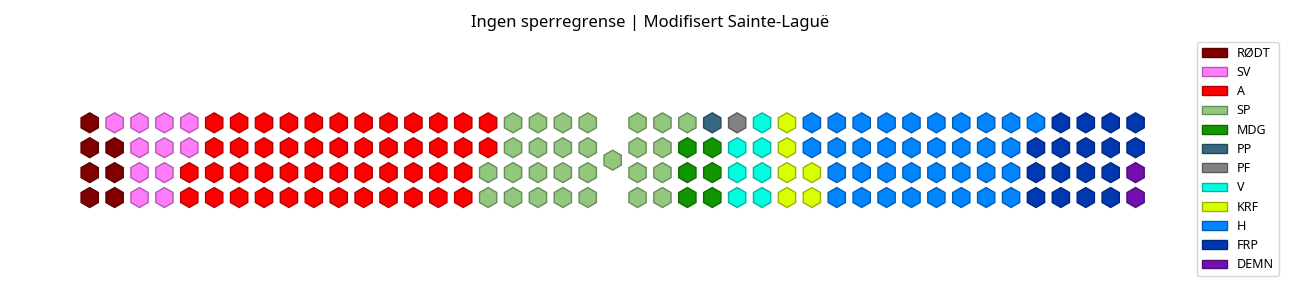 Ingen sperregrense | Modifisert Sainte-Laguë
RØDT
SV
A
SP
MDG
PP
PF
V
KRF
H
FRP
DEMN